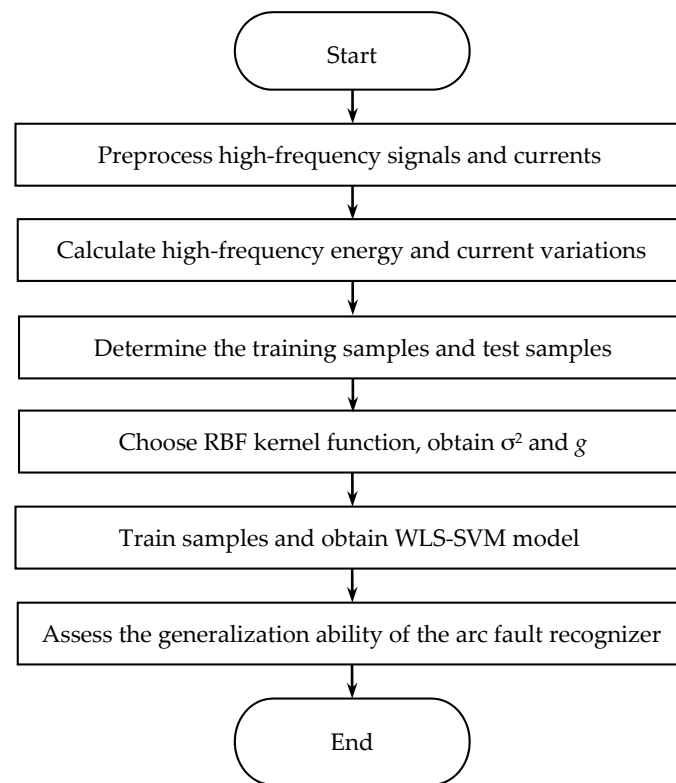 Start
Preprocess high-frequency signals and currents
Calculate high-frequency energy and current variations
Determine the training samples and test samples
Choose RBF kernel function, obtain σ² and g
Train samples and obtain WLS-SVM model
Assess the generalization ability of the arc fault recognizer
End